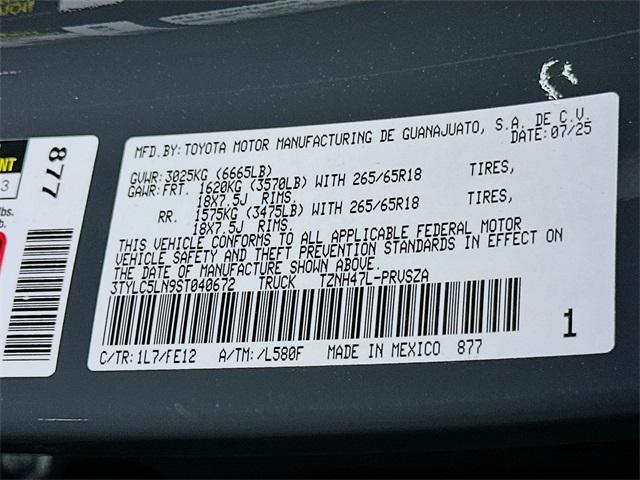 MFD.BY:TOYOTA MOTOR MANUFACTURING DE GUANAJUATO, S.A. DE C.V.
DATE:07/25
GVWR:3025KG (6665LB)
GAWR:FRT. 1620KG (3570LB) WITH 265/65R18 TIRES,
18X7.5J RIMS.
RR. 1575KG (3475LB) WITH 265/65R18 TIRES,
18X7.5J RIMS.
THIS VEHICLE CONFORMS TO ALL APPLICABLE FEDERAL MOTOR
VEHICLE SAFETY AND THEFT PREVENTION STANDARDS IN EFFECT ON
THE DATE OF MANUFACTURE SHOWN ABOVE.
3TYLC5LN9ST040672 TRUCK TZNH47L-PRVSZA
1
C/TR:1L7/FE12 A/TM:/L580F MADE IN MEXICO 877
877
NT
3
lbs.
b.